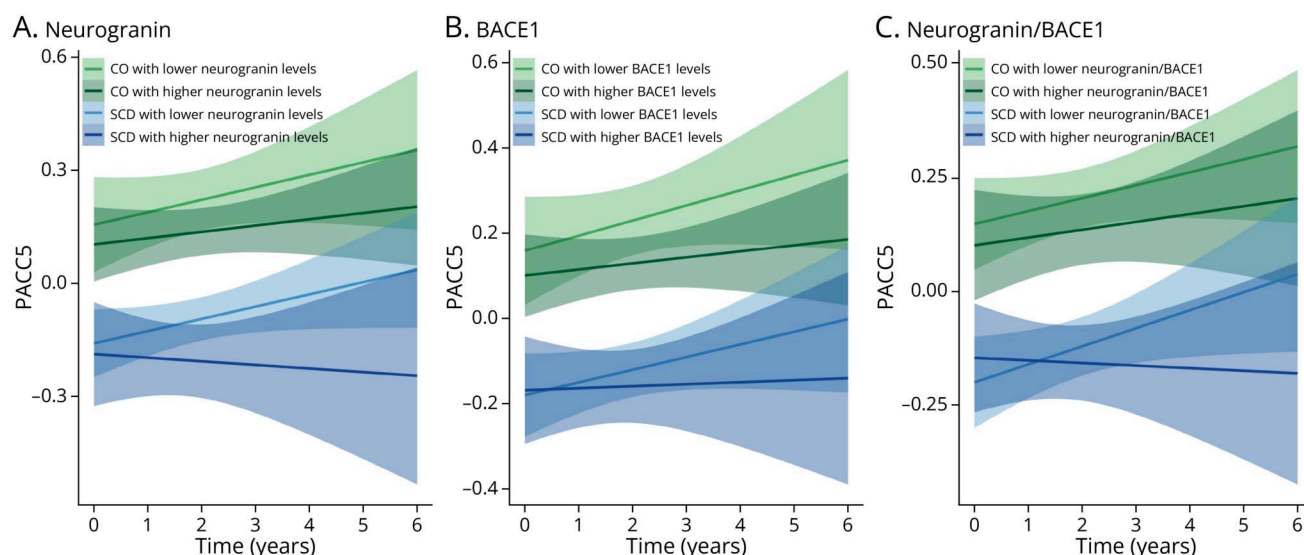 A. Neurogranin
0.6
0.3
0.0
−0.3
PACC5
CO with lower neurogranin levels
CO with higher neurogranin levels
SCD with lower neurogranin levels
SCD with higher neurogranin levels
0 1 2 3 4 5 6
Time (years)
B. BACE1
0.6
0.4
0.2
0.0
−0.2
−0.4
PACC5
CO with lower BACE1 levels
CO with higher BACE1 levels
SCD with lower BACE1 levels
SCD with higher BACE1 levels
0 1 2 3 4 5 6
Time (years)
C. Neurogranin/BACE1
0.50
0.25
0.00
−0.25
PACC5
CO with lower neurogranin/BACE1
CO with higher neurogranin/BACE1
SCD with lower neurogranin/BACE1
SCD with higher neurogranin/BACE1
0 1 2 3 4 5 6
Time (years)